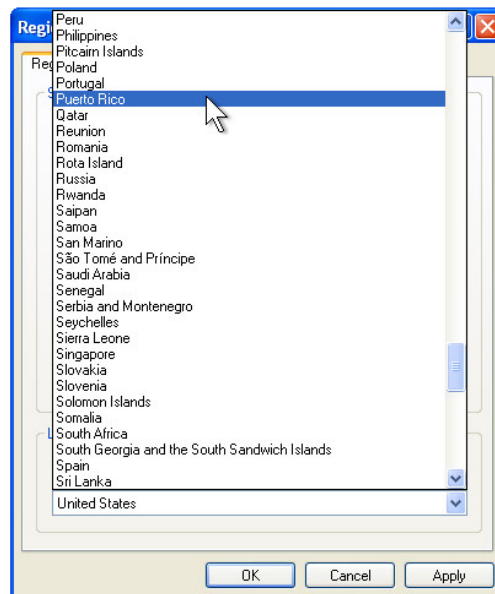 Regi
Peru
Philippines
Pitcairn Islands
Poland
Portugal
Puerto Rico
Qatar
Reunion
Romania
Rota Island
Russia
Rwanda
Saipan
Samoa
San Marino
São Tomé and Príncipe
Saudi Arabia
Senegal
Serbia and Montenegro
Seychelles
Sierra Leone
Singapore
Slovakia
Slovenia
Solomon Islands
Somalia
South Africa
South Georgia and the South Sandwich Islands
Spain
Sri Lanka
United States
OK Cancel Apply